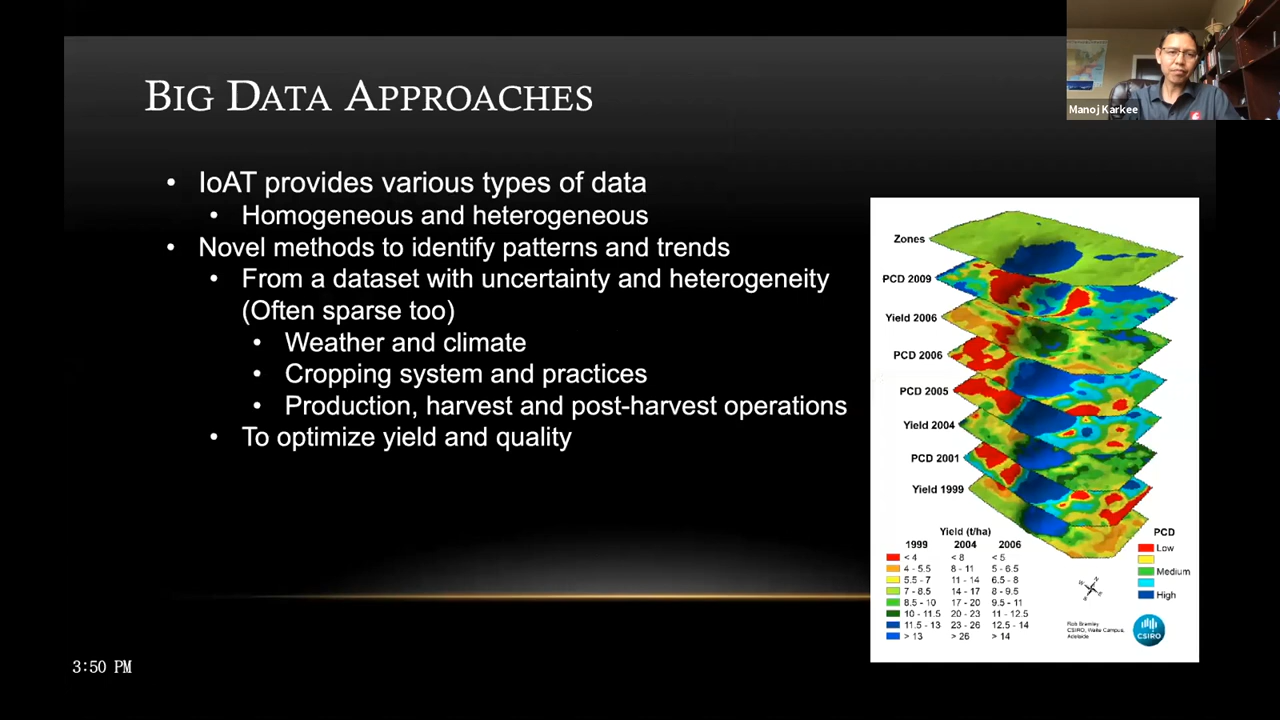 Manoj Karkee
BIG DATA APPROACHES
• IoAT provides various types of data
• Homogeneous and heterogeneous
• Novel methods to identify patterns and trends
• From a dataset with uncertainty and heterogeneity
(Often sparse too)
• Weather and climate
• Cropping system and practices
• Production, harvest and post-harvest operations
• To optimize yield and quality
Zones
PCD 2009
Yield 2006
PCD 2006
PCD 2005
Yield 2004
PCD 2001
Yield 1999
Yield (t/ha)
1999 2004 2006
< 4 < 8 < 5
4 - 5.5 8 - 11 5 - 6.5
5.5 - 7 11 - 14 6.5 - 8
7 - 8.5 14 - 17 8 - 9.5
8.5 - 10 17 - 20 9.5 - 11
10 - 11.5 20 - 23 11 - 12.5
11.5 - 13 23 - 26 12.5 - 14
> 13 > 26 > 14
PCD
Low
Medium
High
Rob Bramley
CSIRO, Waite Campus,
Adelaide
CSIRO
3:50 PM